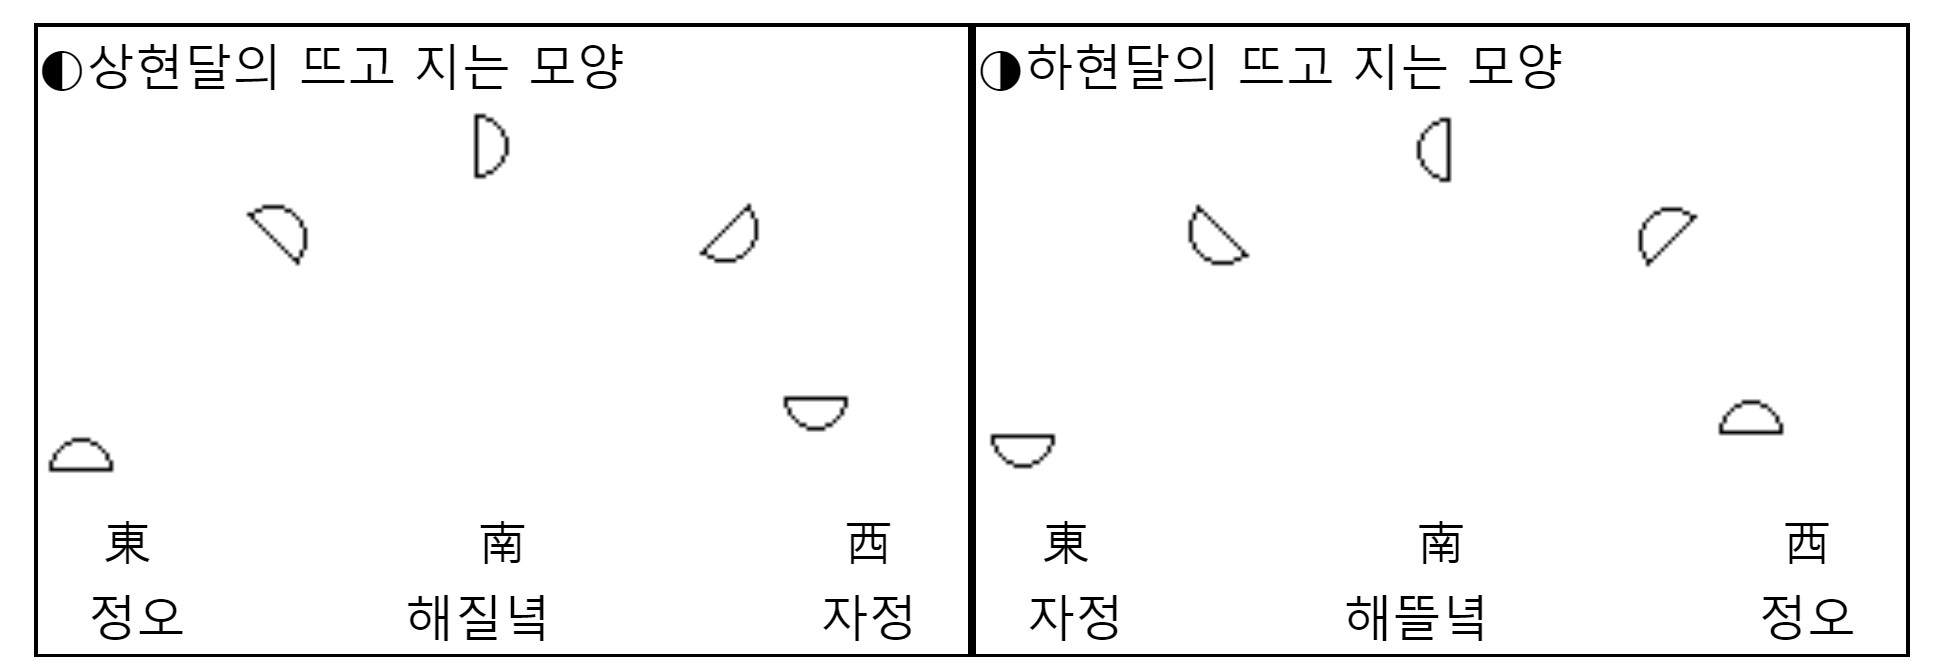 ◐상현달의 뜨고 지는 모양
東 南 西
정오 해질녘 자정
◑하현달의 뜨고 지는 모양
東 南 西
자정 해뜰녘 정오